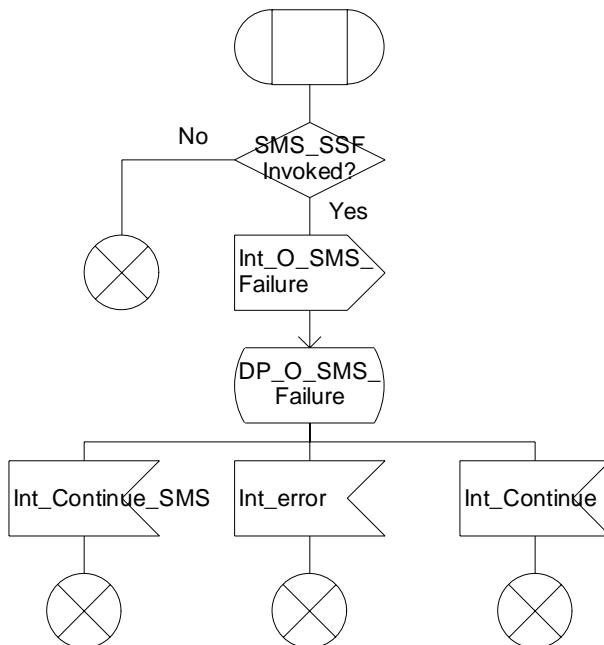 SMS_SSF
No
Invoked?
Yes
Int_O_SMS_
Failure
DP_O_SMS_
Failure
Int_Continue_SMS
Int_error
Int_Continue